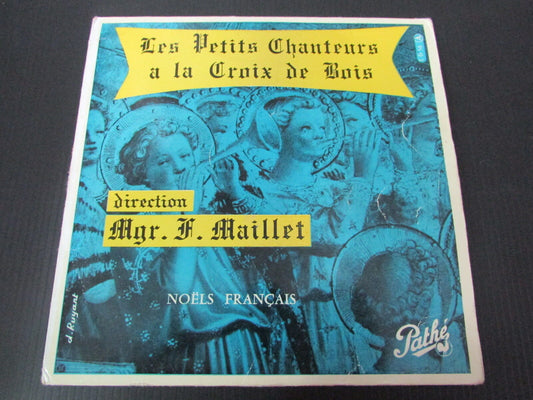 Les Petits Chanteurs
a la Croix de Bois
direction
Mgr. F. Maillet
NOËLS FRANÇAIS
Pathé